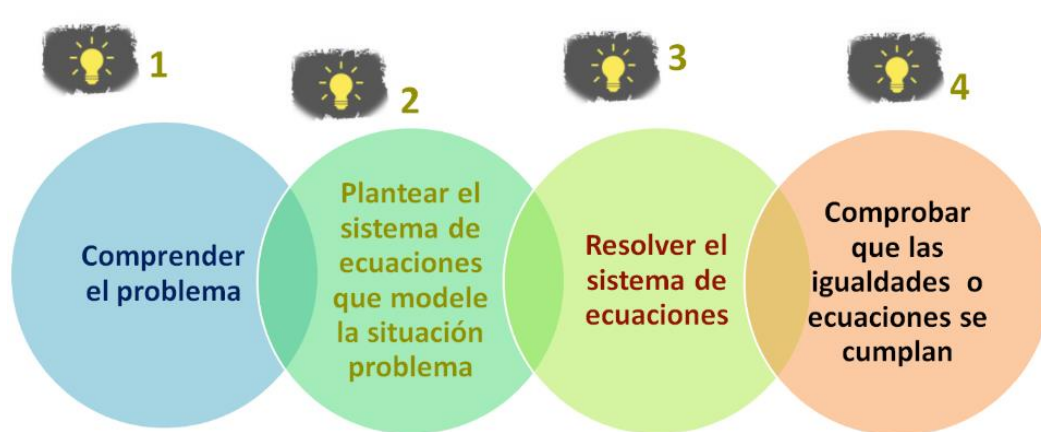 1
Comprender
el problema
2
Plantear el
sistema de
ecuaciones
que modele
la situación
problema
3
Resolver el
sistema de
ecuaciones
4
Comprobar
que las
igualdades o
ecuaciones se
cumplan